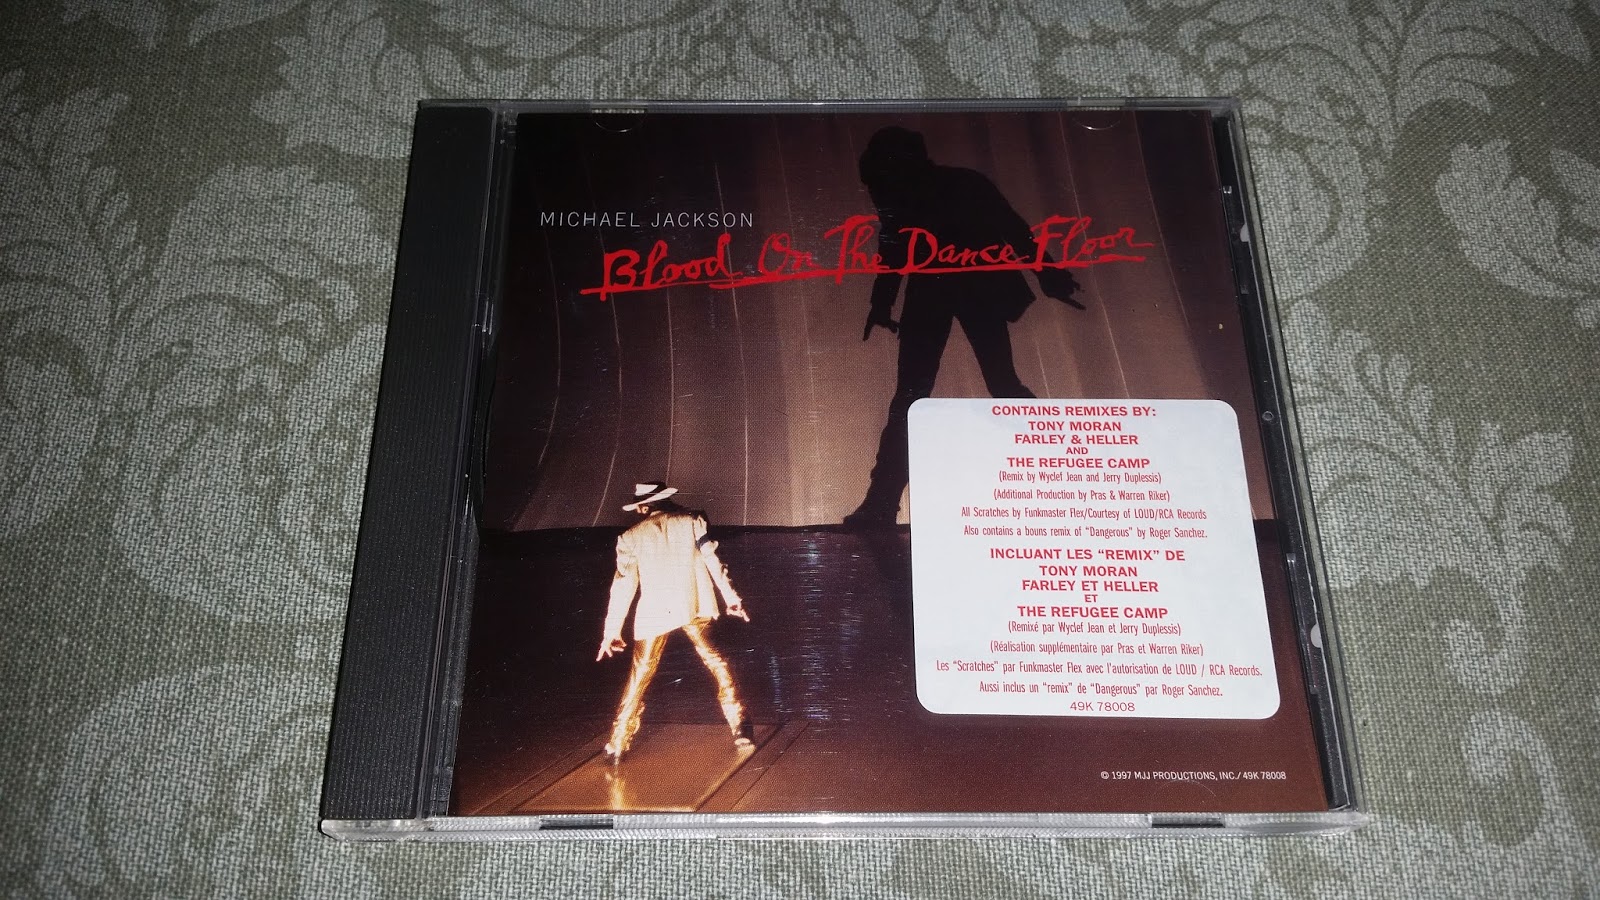 MICHAEL JACKSON
Blood On The Dance Floor
CONTAINS REMIXES BY:
TONY MORAN
FARLEY & HELLER
AND
THE REFUGEE CAMP
(Remix by Wyclef Jean and Jerry Duplessis)
(Additional Production by Pras & Warren Riker)
All Scratches by Funkmaster Flex/Courtesy of LOUD/RCA Records
Also contains a bouns remix of "Dangerous" by Roger Sanchez.
INCLUANT LES "REMIX" DE
TONY MORAN
FARLEY ET HELLER
ET
THE REFUGEE CAMP
(Remixé par Wyclef Jean et Jerry Duplessis)
(Réalisation supplémentaire par Pras et Warren Riker)
Les "Scratches" par Funkmaster Flex avec l'autorisation de LOUD / RCA Records.
Aussi inclus un "remix" de "Dangerous" par Roger Sanchez.
49K 78008
© 1997 MJJ PRODUCTIONS, INC./ 49K 78008